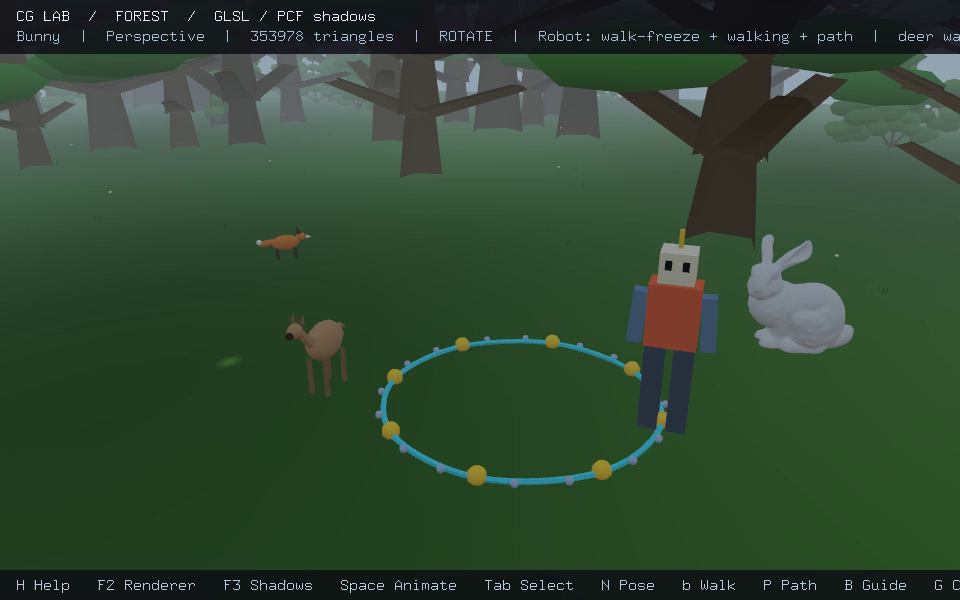 CG LAB  /  FOREST  /  GLSL / PCF shadows
Bunny  |  Perspective  |  353978 triangles  |  ROTATE  |  Robot: walk-freeze + walking + path  |  deer wa
H Help  F2 Renderer  F3 Shadows  Space Animate  Tab Select  N Pose  b Walk  P Path  B Guide  G C